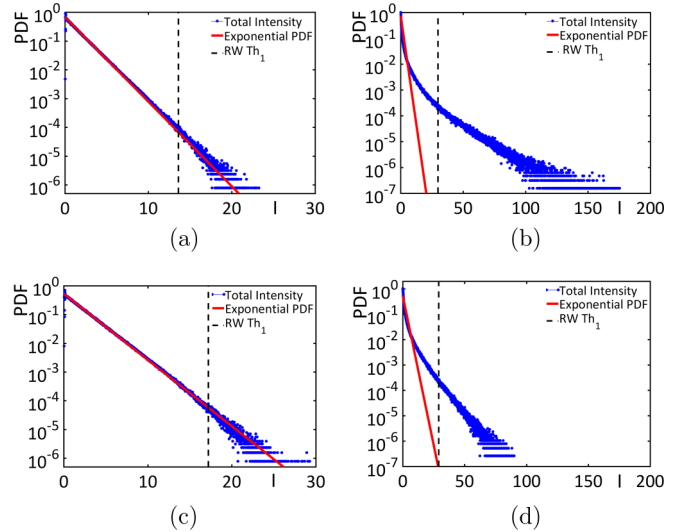 PDF
10^0
10^-1
10^-2
10^-3
10^-4
10^-5
10^-6
0 10 20 I 30
Total Intensity
Exponential PDF
RW Th_1
(a)
PDF
10^0
10^-1
10^-2
10^-3
10^-4
10^-5
10^-6
10^-7
0 50 100 150 I 200
Total Intensity
Exponential PDF
RW Th_1
(b)
PDF
10^0
10^-1
10^-2
10^-3
10^-4
10^-5
10^-6
0 10 20 I 30
Total Intensity
Exponential PDF
RW Th_1
(c)
PDF
10^0
10^-1
10^-2
10^-3
10^-4
10^-5
10^-6
10^-7
0 50 100 150 I 200
Total Intensity
Exponential PDF
RW Th_1
(d)